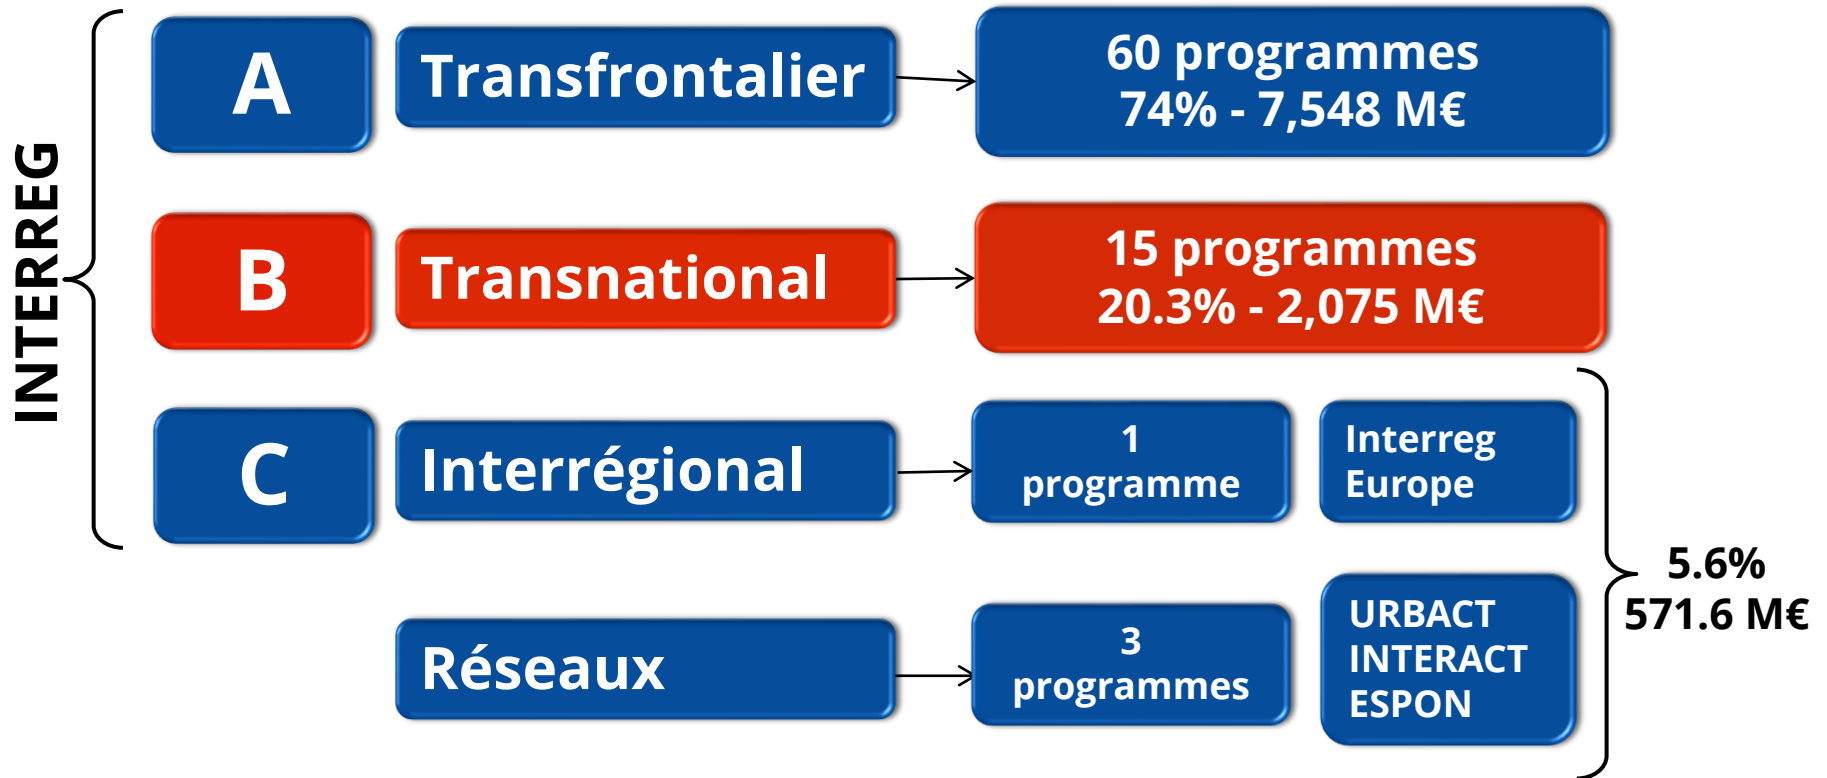 INTERREG
A
Transfrontalier
60 programmes
74% - 7,548 M€
B
Transnational
15 programmes
20.3% - 2,075 M€
C
Interrégional
1
programme
Interreg
Europe
5.6%
571.6 M€
Réseaux
3
programmes
URBACT
INTERACT
ESPON